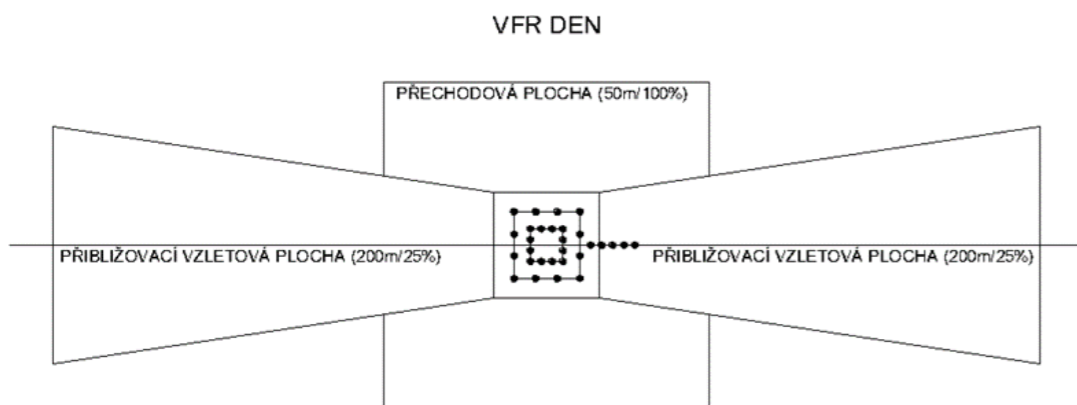 VFR DEN
PŘECHODOVÁ PLOCHA (50m/100%)
PŘIBLIŽOVACÍ VZLETOVÁ PLOCHA (200m/25%)
PŘIBLIŽOVACÍ VZLETOVÁ PLOCHA (200m/25%)